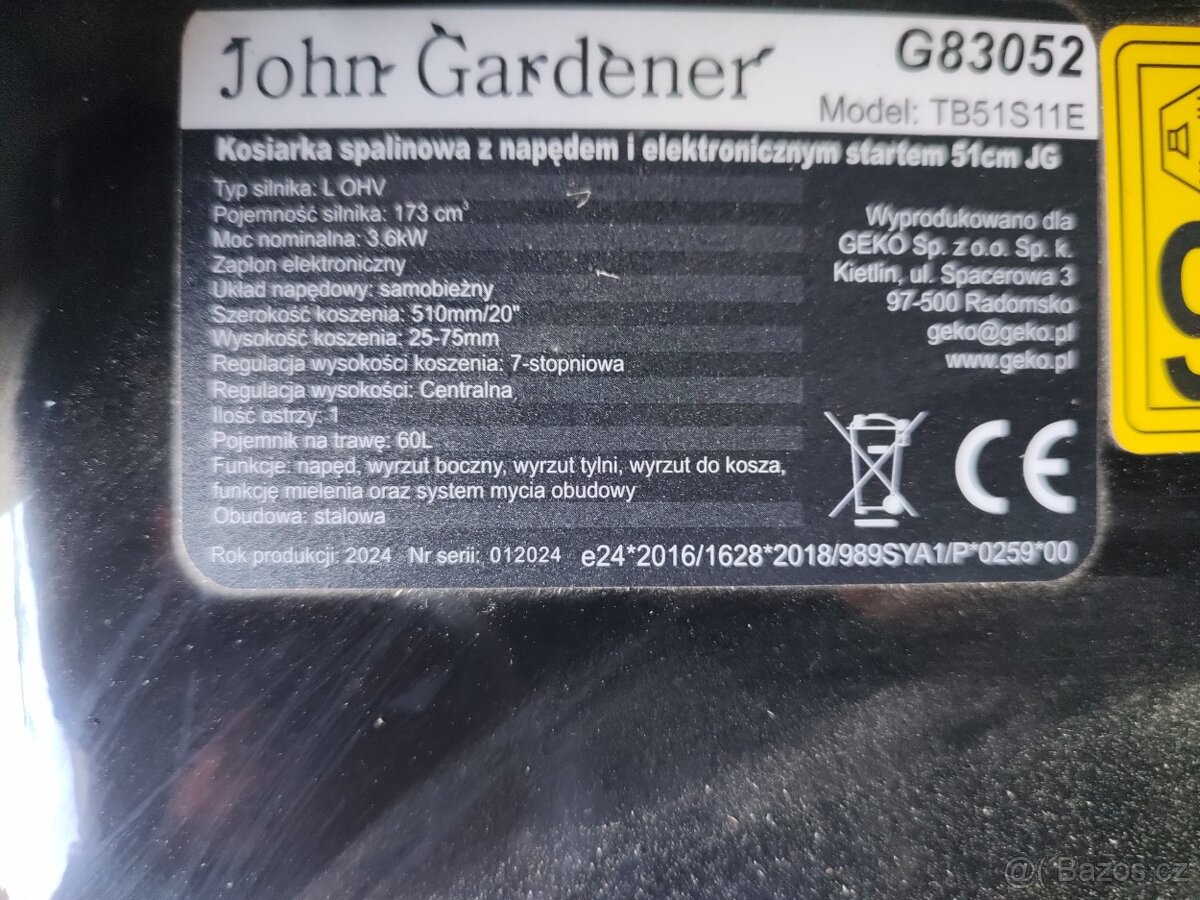 John Gardener
G83052
Model: TB51S11E
Kosiarka spalinowa z napędem i elektronicznym startem 51cm JG
Typ silnika: L OHV
Pojemność silnika: 173 cm³
Moc nominalna: 3.6kW
Zapłon elektroniczny
Układ napędowy: samobieżny
Szerokość koszenia: 510mm/20"
Wysokość koszenia: 25-75mm
Regulacja wysokości koszenia: 7-stopniowa
Regulacja wysokości: Centralna
Ilość ostrzy: 1
Pojemnik na trawę: 60L
Funkcje: napęd, wyrzut boczny, wyrzut tylni, wyrzut do kosza,
funkcję mielenia oraz system mycia obudowy
Obudowa: stalowa
Wyprodukowano dla
GEKO Sp. z o.o. Sp. k.
Kietlin, ul. Spacerowa 3
97-500 Radomsko
geko@geko.pl
www.geko.pl
CE
Rok produkcji: 2024 Nr serii: 012024 e24*2016/1628*2018/989SYA1/P*0259*00
9
@( Bazos.cz